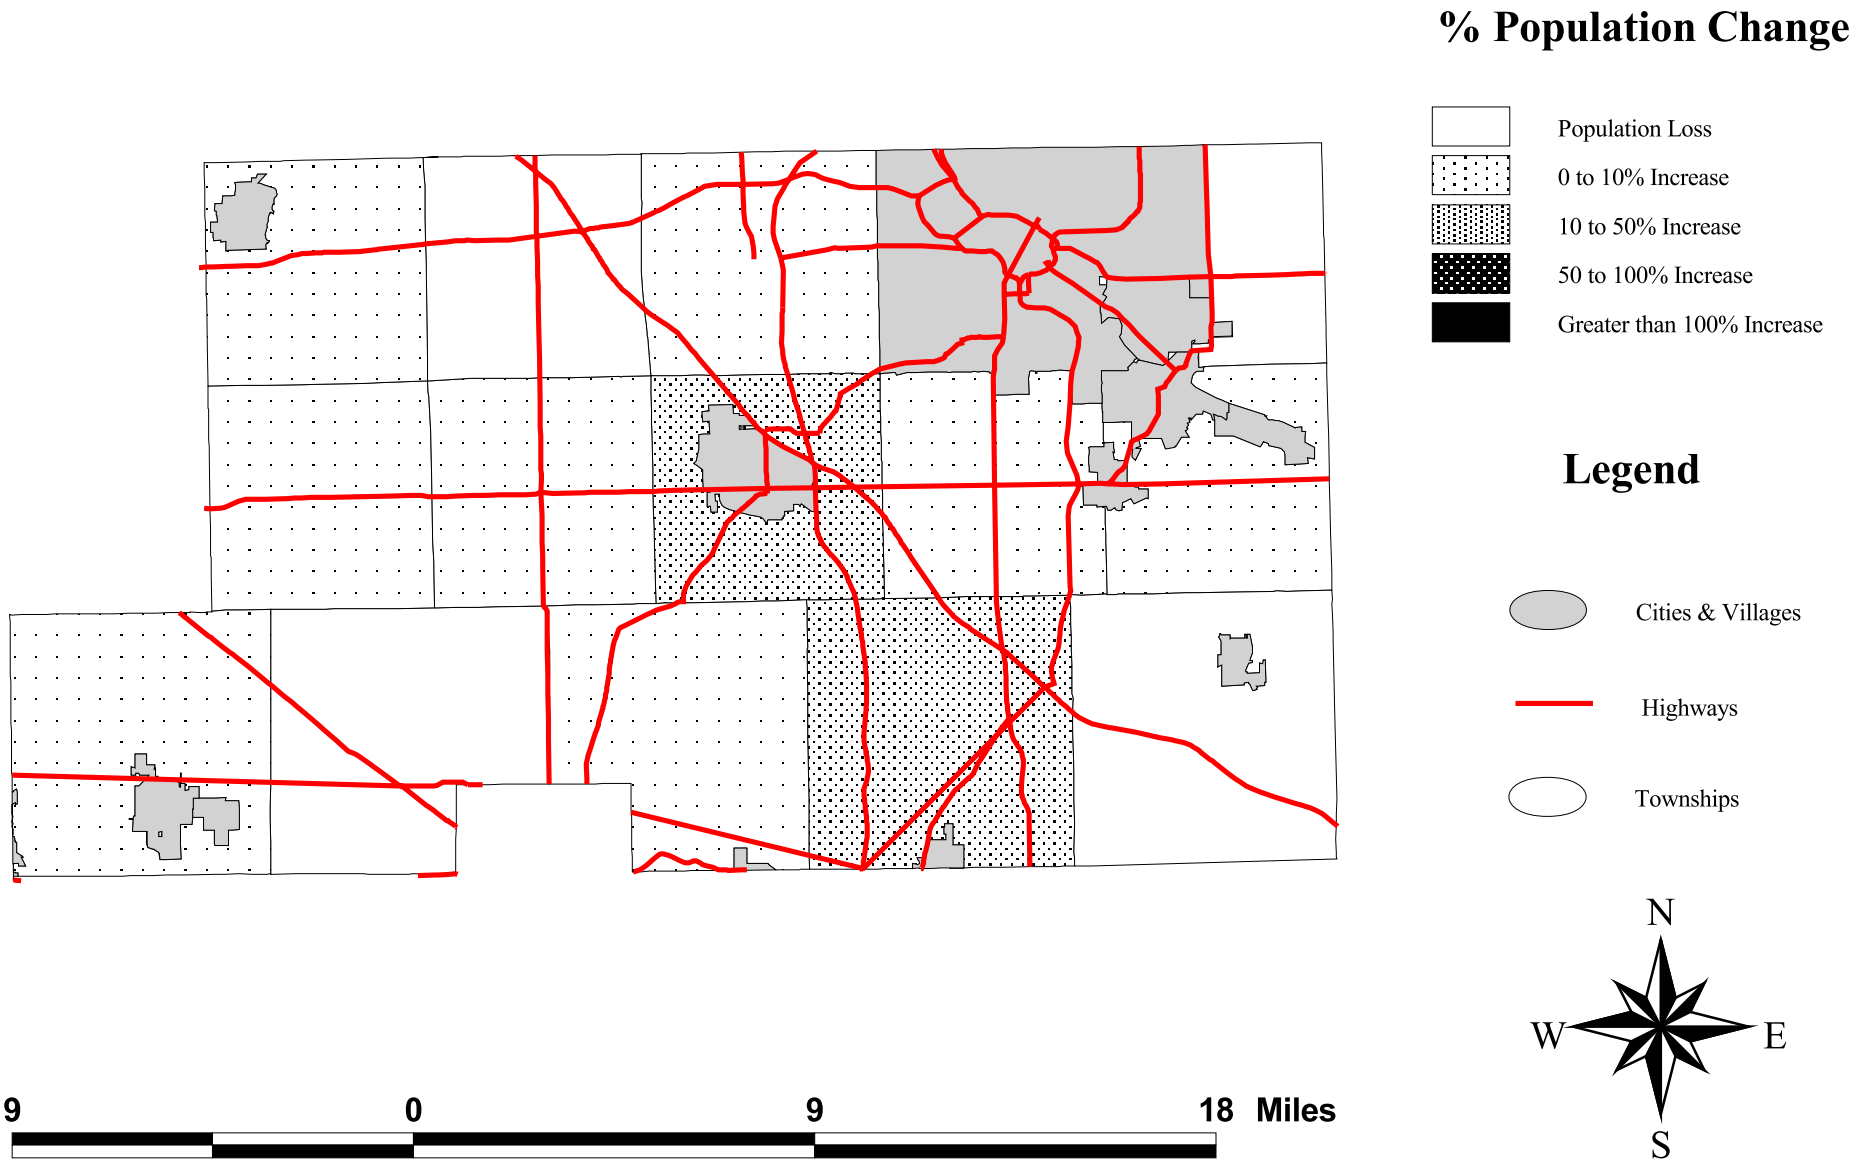 % Population Change
Population Loss
0 to 10% Increase
10 to 50% Increase
50 to 100% Increase
Greater than 100% Increase
Legend
Cities & Villages
Highways
Townships
N
W E
S
9 0 9 18 Miles